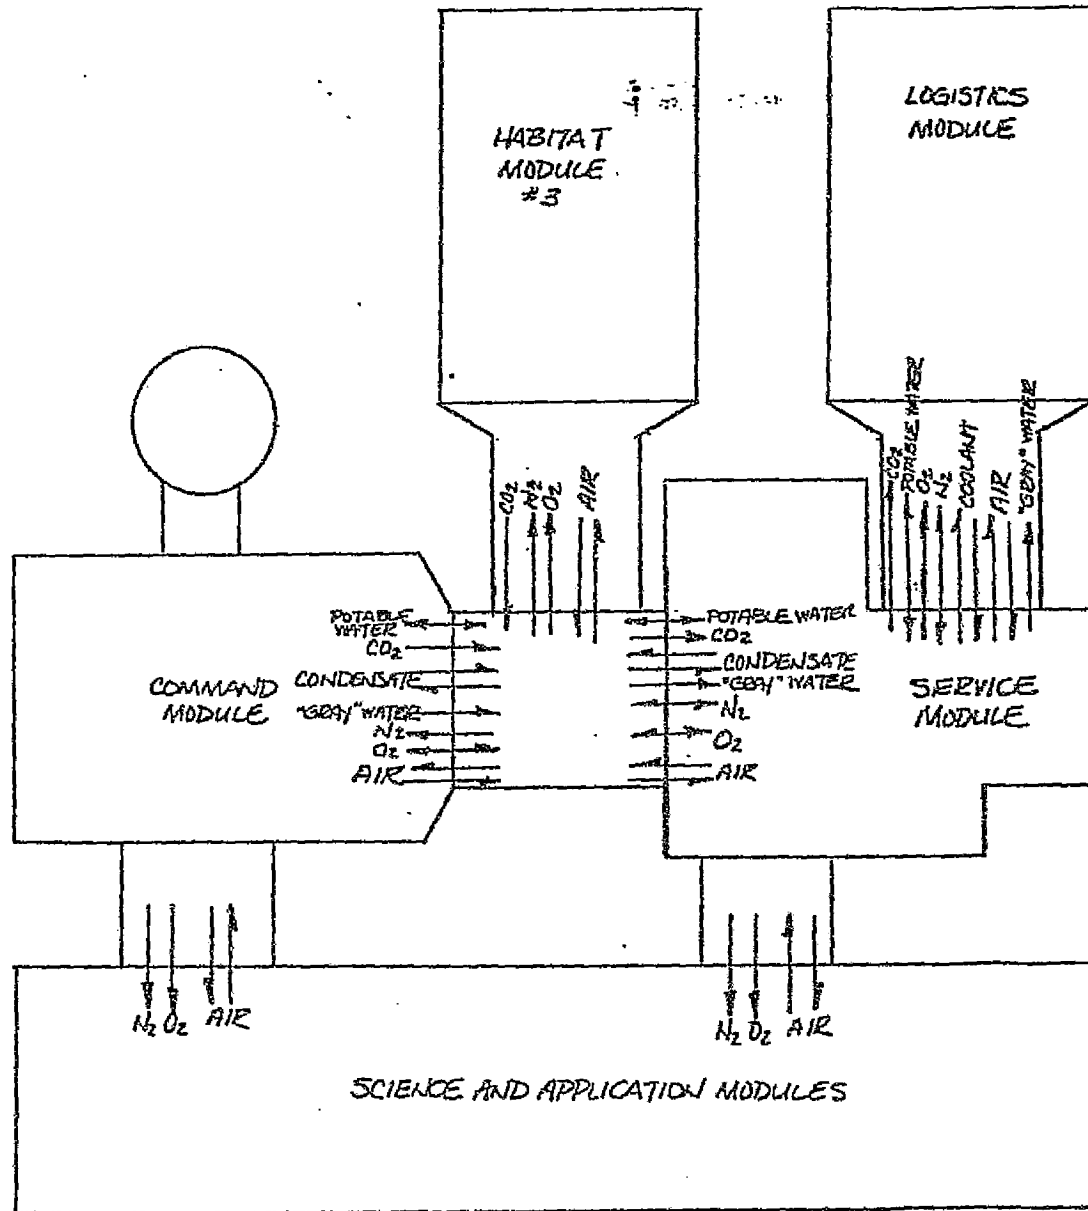 HABITAT
MODULE
#3
LOGISTICS
MODULE
CO2
N2
O2
AIR
CO2
POTABLE WATER
O2
N2
COOLANT
AIR
"GRAY" WATER
POTABLE
WATER
CO2
CONDENSATE
"GRAY" WATER
N2
O2
AIR
COMMAND
MODULE
POTABLE WATER
CO2
CONDENSATE
"GRAY" WATER
N2
O2
AIR
SERVICE
MODULE
N2 O2 AIR
N2 O2 AIR
SCIENCE AND APPLICATION MODULES